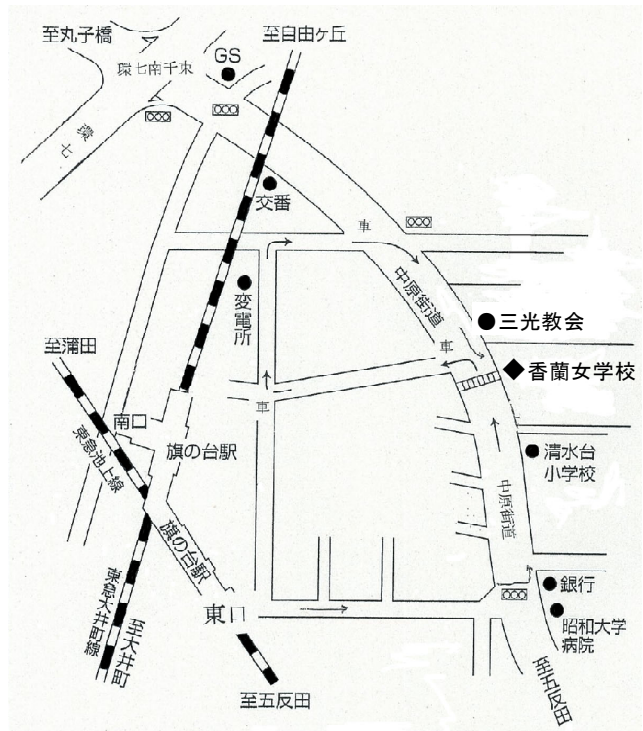 至丸子橋
至自由ヶ丘
GS
環七南千束
環七
交番
車
中原街道
変電所
三光教会
至蒲田
車
香蘭女学校
南口
車
旗の台駅
東急池上線
清水台
小学校
中原街道
旗の台駅
東急大井町線
至大井町
東口
銀行
昭和大学
病院
至五反田
至五反田